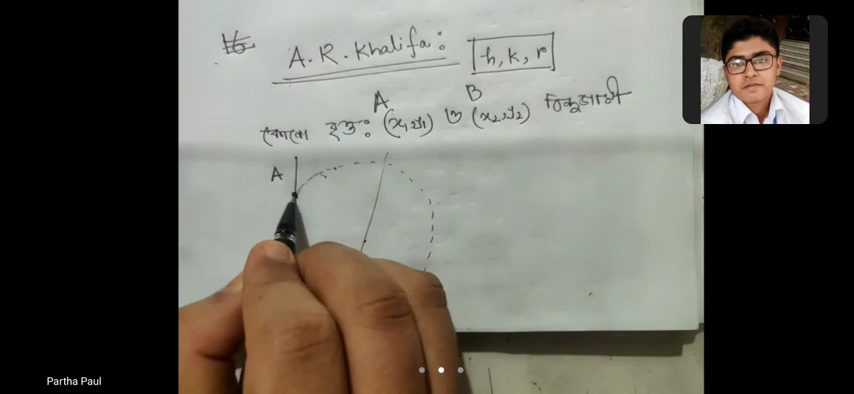 A. R. Khalifa: h, k, r
A B
কোনো বৃত্ত: (x₁,y₁) ও (x₂,y₂) বিন্দুগামী
A
Partha Paul